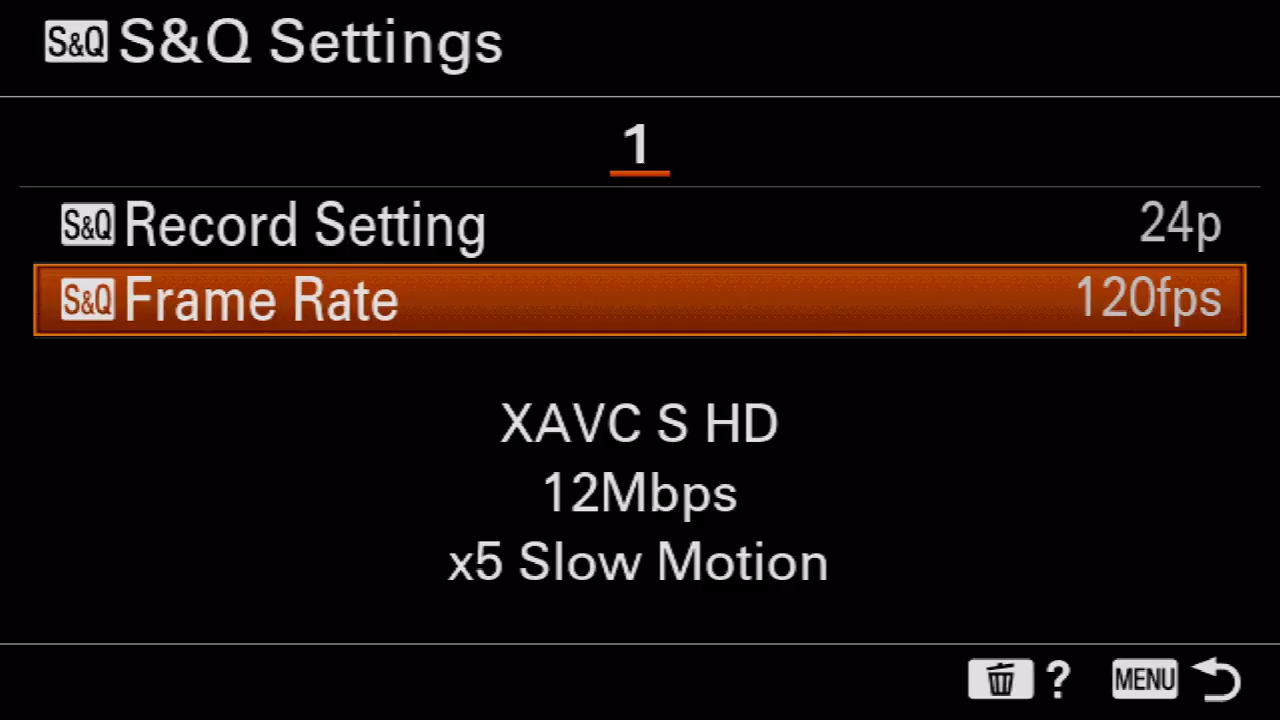 S&Q S&Q Settings
1
S&Q Record Setting 24p
S&Q Frame Rate 120fps
XAVC S HD
12Mbps
x5 Slow Motion
? MENU